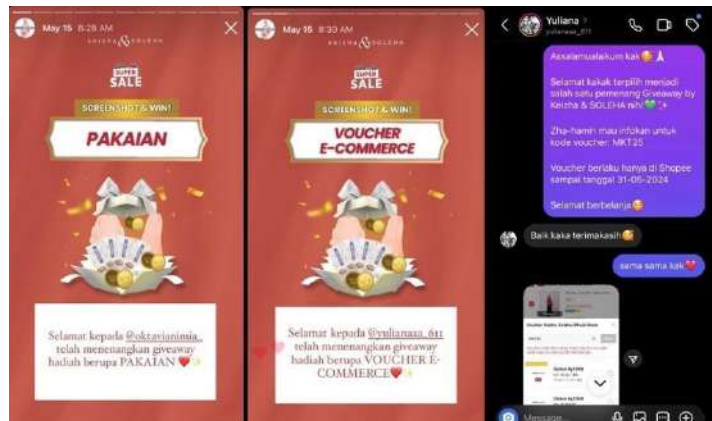 May 15 8:28 AM
KEIZHA & SOLEHA
SUPER
SALE
SCREENSHOT & WIN!
PAKAIAN
Selamat kepada @oktavianinuia_
telah menenangkan giveaway
hadiah berupa PAKAIAN ❤️✨
May 15 8:30 AM
KEIZHA & SOLEHA
SUPER
SALE
SCREENSHOT & WIN!
VOUCHER
E-COMMERCE
Selamat kepada @yulianaaa_611
telah menenangkan giveaway
hadiah berupa VOUCHER E-
COMMERCE❤️✨
Yuliana
yulianaaa_611
Assalamualaikum kak🥰🙏
Selamat kakak terpilih menjadi
salah satu pemenang Giveaway by
Keizha & SOLEHA nih!💚✨
Zha-hamin mau infokan untuk
kode voucher: MKT25
Voucher berlaku hanya di Shopee
sampai tanggal 31-05-2024
Selamat berbelanja🥰
Baik kaka terimakasih🥰
sama sama kak❤️
Message...